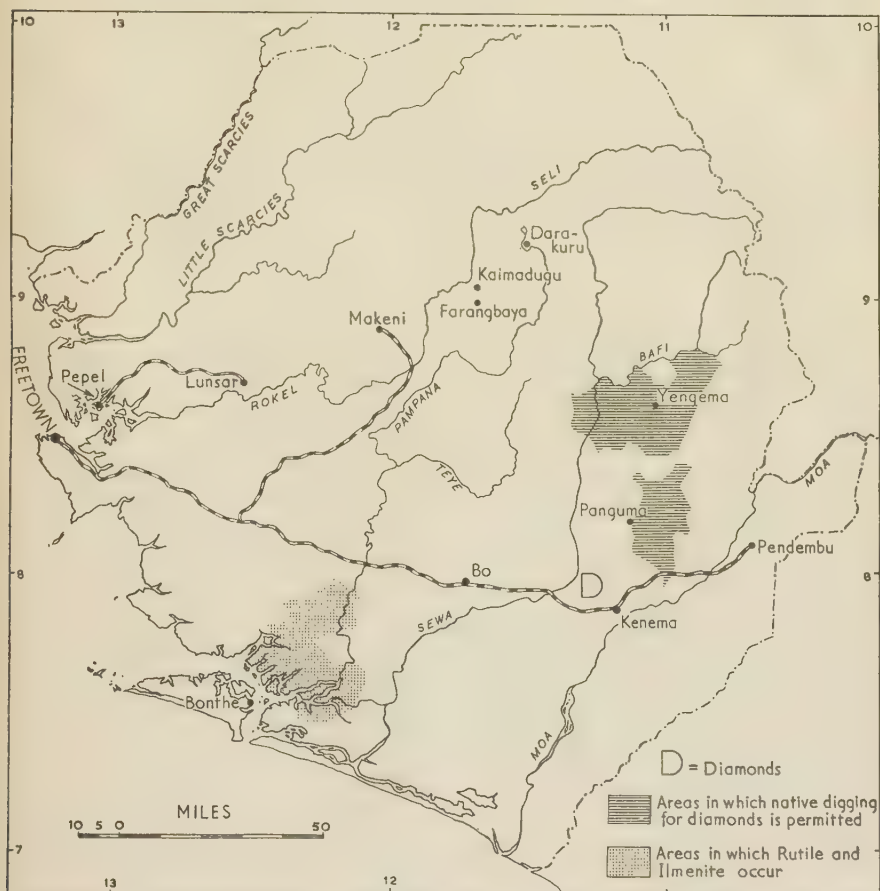 10
13
12
11
10
GREAT SCARCIES
LITTLE SCARCIES
SELI
Dara-
kuru
Kaimadugu
9
Farangbaya
9
Makeni
FREETOWN
Pepel
Lunsar
ROKEL
PAMPANA
BAFI
Yengema
TEYE
MOA
Panguma
Pendembu
8
Bo
D
8
SEWA
Kenema
Bonthe
MOA
D = Diamonds
MILES
10 5 0 50
Areas in which native digging
for diamonds is permitted
7
Areas in which Rutile and
Ilmenite occur
13
12